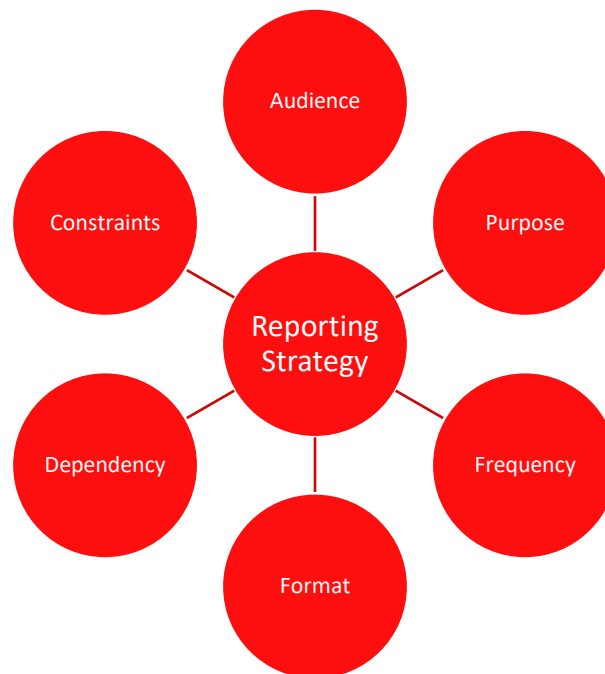 Audience
Constraints
Purpose
Reporting
Strategy
Dependency
Frequency
Format